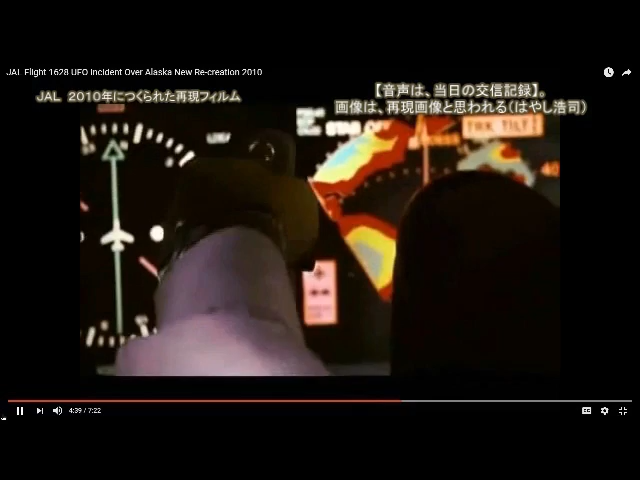 JAL Flight 1628 UFO Incident Over Alaska New Re-creation 2010
JAL 2010年につくられた再現フィルム
【音声は、当日の交信記録】。
画像は、再現画像と思われる(はやし浩司)
TRK TILT
40
4:39 / 7:22
CC